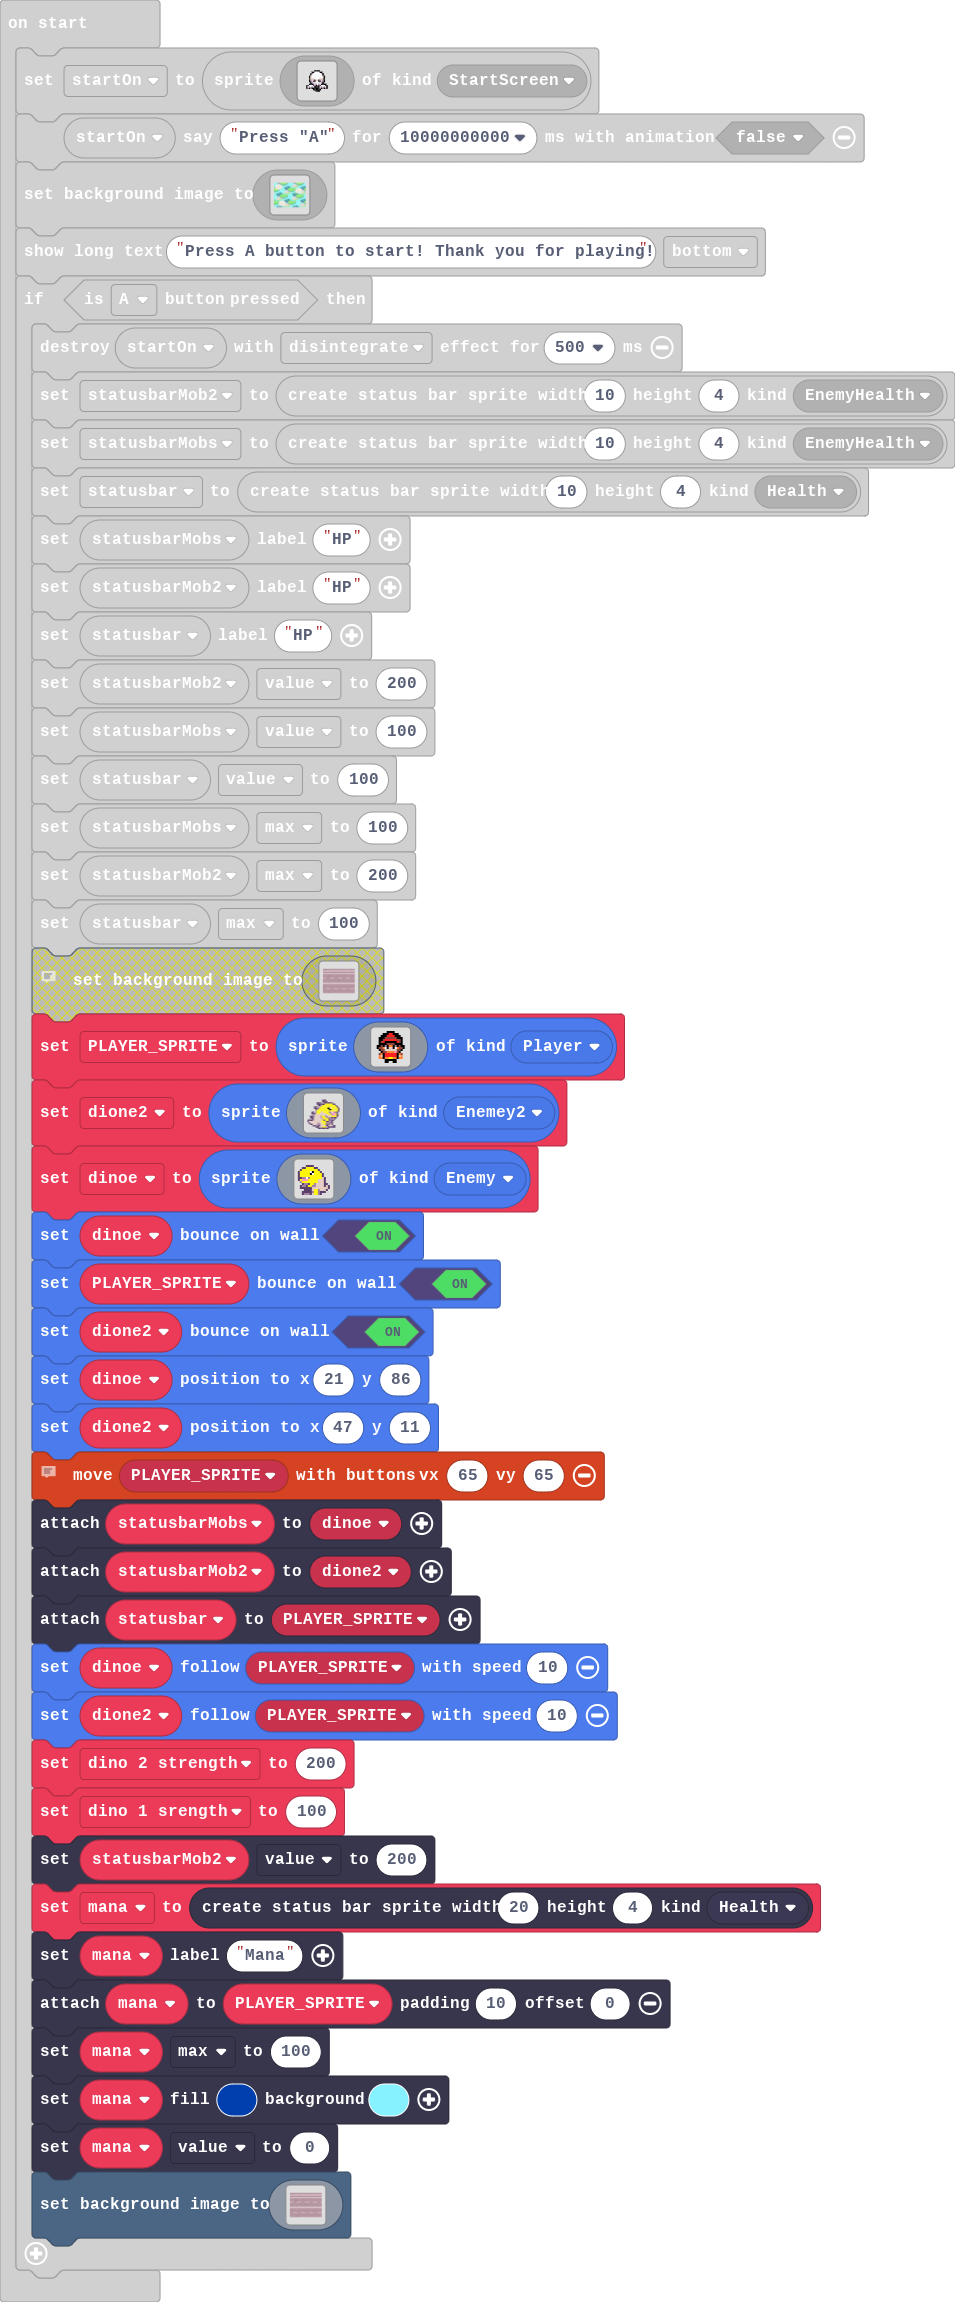 on start
set startOn to sprite of kind StartScreen
startOn say "Press "A"" for 10000000000 ms with animation false
set background image to
show long text "Press A button to start! Thank you for playing!" bottom
if is A button pressed then
destroy startOn with disintegrate effect for 500 ms
set statusbarMob2 to create status bar sprite width 10 height 4 kind EnemyHealth
set statusbarMobs to create status bar sprite width 10 height 4 kind EnemyHealth
set statusbar to create status bar sprite width 10 height 4 kind Health
set statusbarMobs label "HP"
set statusbarMob2 label "HP"
set statusbar label "HP"
set statusbarMob2 value to 200
set statusbarMobs value to 100
set statusbar value to 100
set statusbarMobs max to 100
set statusbarMob2 max to 200
set statusbar max to 100
set background image to
set PLAYER_SPRITE to sprite of kind Player
set dione2 to sprite of kind Enemey2
set dinoe to sprite of kind Enemy
set dinoe bounce on wall ON
set PLAYER_SPRITE bounce on wall ON
set dione2 bounce on wall ON
set dinoe position to x 21 y 86
set dione2 position to x 47 y 11
move PLAYER_SPRITE with buttons vx 65 vy 65
attach statusbarMobs to dinoe
attach statusbarMob2 to dione2
attach statusbar to PLAYER_SPRITE
set dinoe follow PLAYER_SPRITE with speed 10
set dione2 follow PLAYER_SPRITE with speed 10
set dino 2 strength to 200
set dino 1 srength to 100
set statusbarMob2 value to 200
set mana to create status bar sprite width 20 height 4 kind Health
set mana label "Mana"
attach mana to PLAYER_SPRITE padding 10 offset 0
set mana max to 100
set mana fill background
set mana value to 0
set background image to